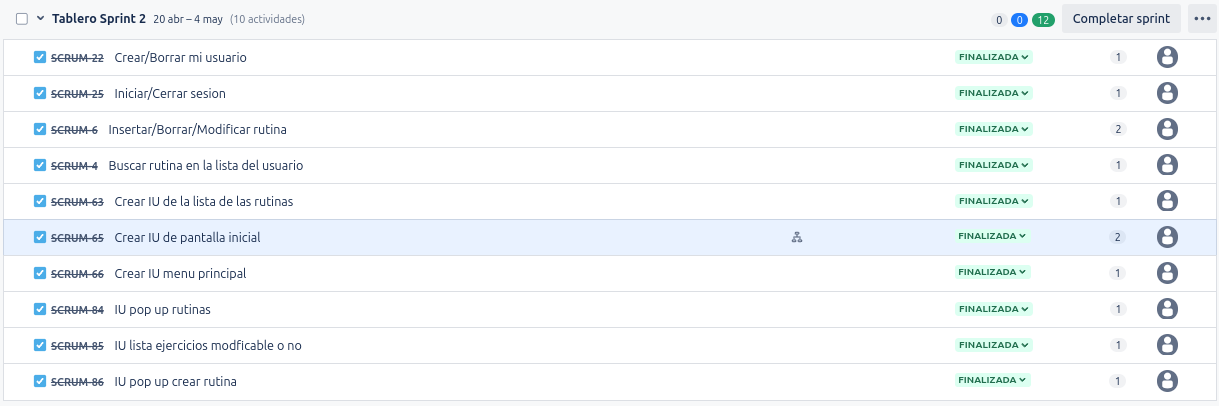 Tablero Sprint 2 20 abr – 4 may (10 actividades) 0 0 12 Completar sprint
SCRUM-22 Crear/Borrar mi usuario FINALIZADA 1
SCRUM-25 Iniciar/Cerrar sesion FINALIZADA 1
SCRUM-6 Insertar/Borrar/Modificar rutina FINALIZADA 2
SCRUM-4 Buscar rutina en la lista del usuario FINALIZADA 1
SCRUM-63 Crear IU de la lista de las rutinas FINALIZADA 1
SCRUM-65 Crear IU de pantalla inicial FINALIZADA 2
SCRUM-66 Crear IU menu principal FINALIZADA 1
SCRUM-84 IU pop up rutinas FINALIZADA 1
SCRUM-85 IU lista ejercicios modficable o no FINALIZADA 1
SCRUM-86 IU pop up crear rutina FINALIZADA 1